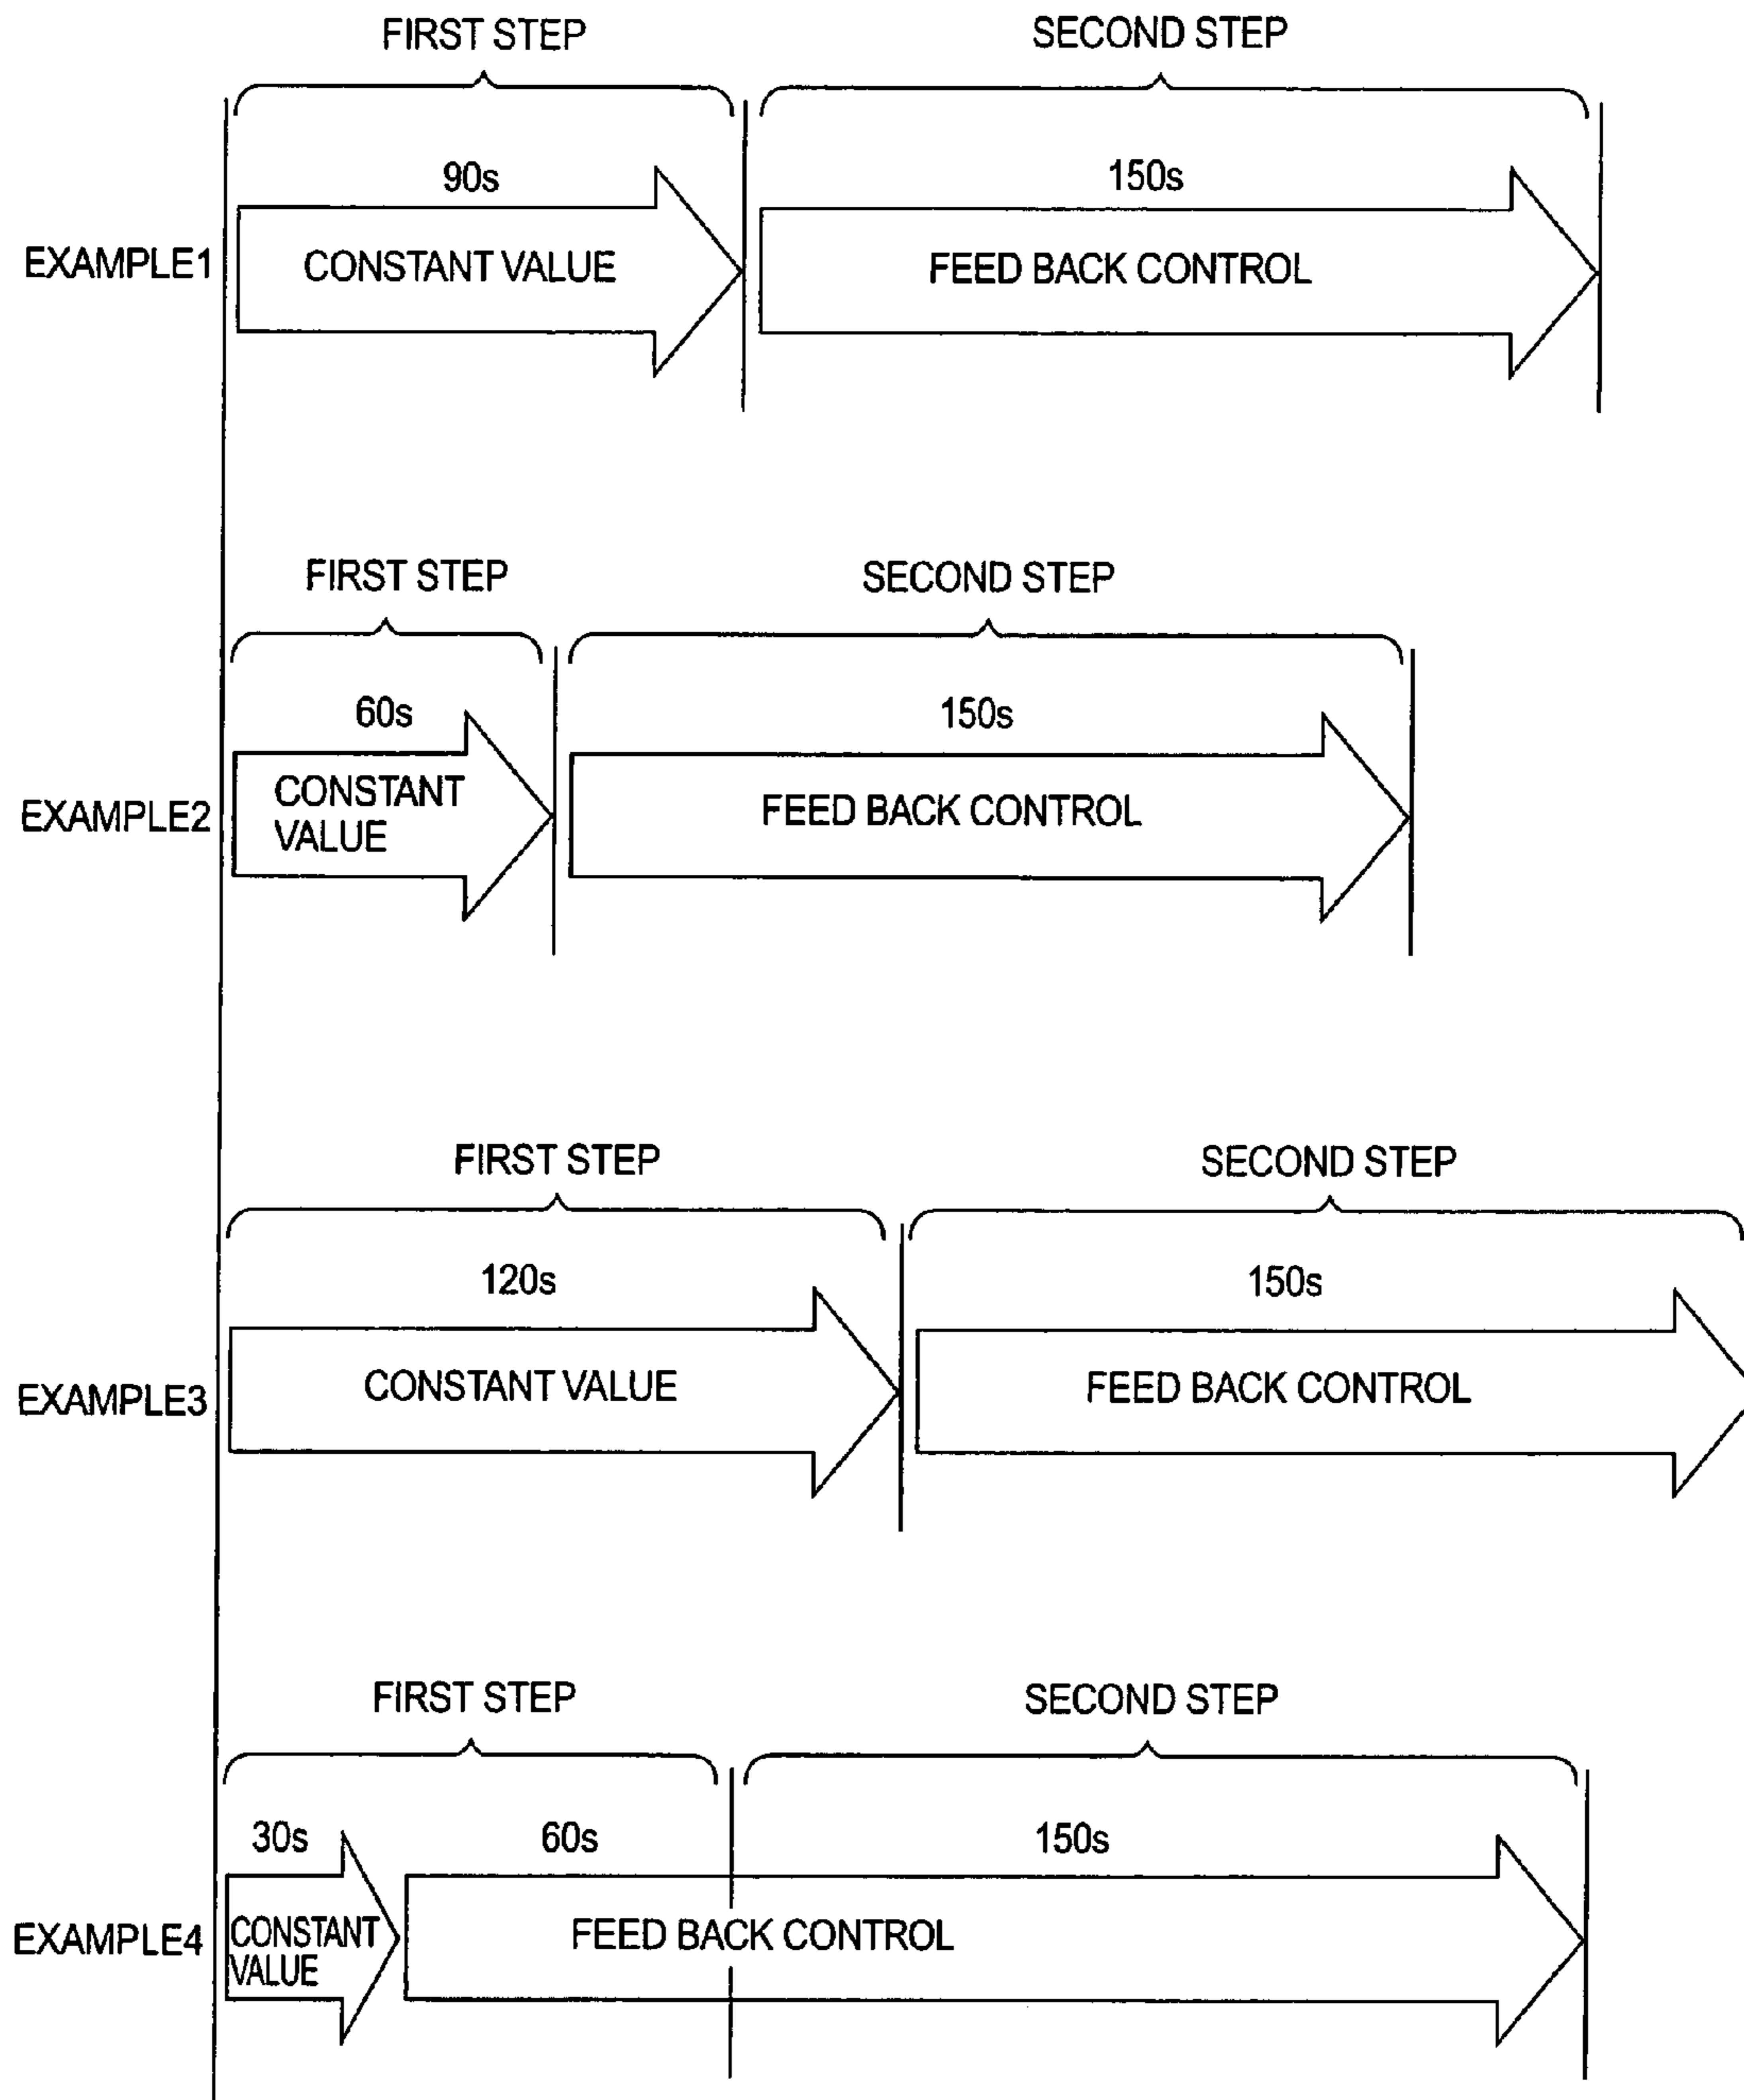 FIRST STEP
SECOND STEP
90s
150s
EXAMPLE1
CONSTANT VALUE
FEED BACK CONTROL
FIRST STEP
SECOND STEP
60s
150s
EXAMPLE2
CONSTANT
VALUE
FEED BACK CONTROL
FIRST STEP
SECOND STEP
120s
150s
EXAMPLE3
CONSTANT VALUE
FEED BACK CONTROL
FIRST STEP
SECOND STEP
30s
60s
150s
EXAMPLE4
CONSTANT
VALUE
FEED BACK CONTROL